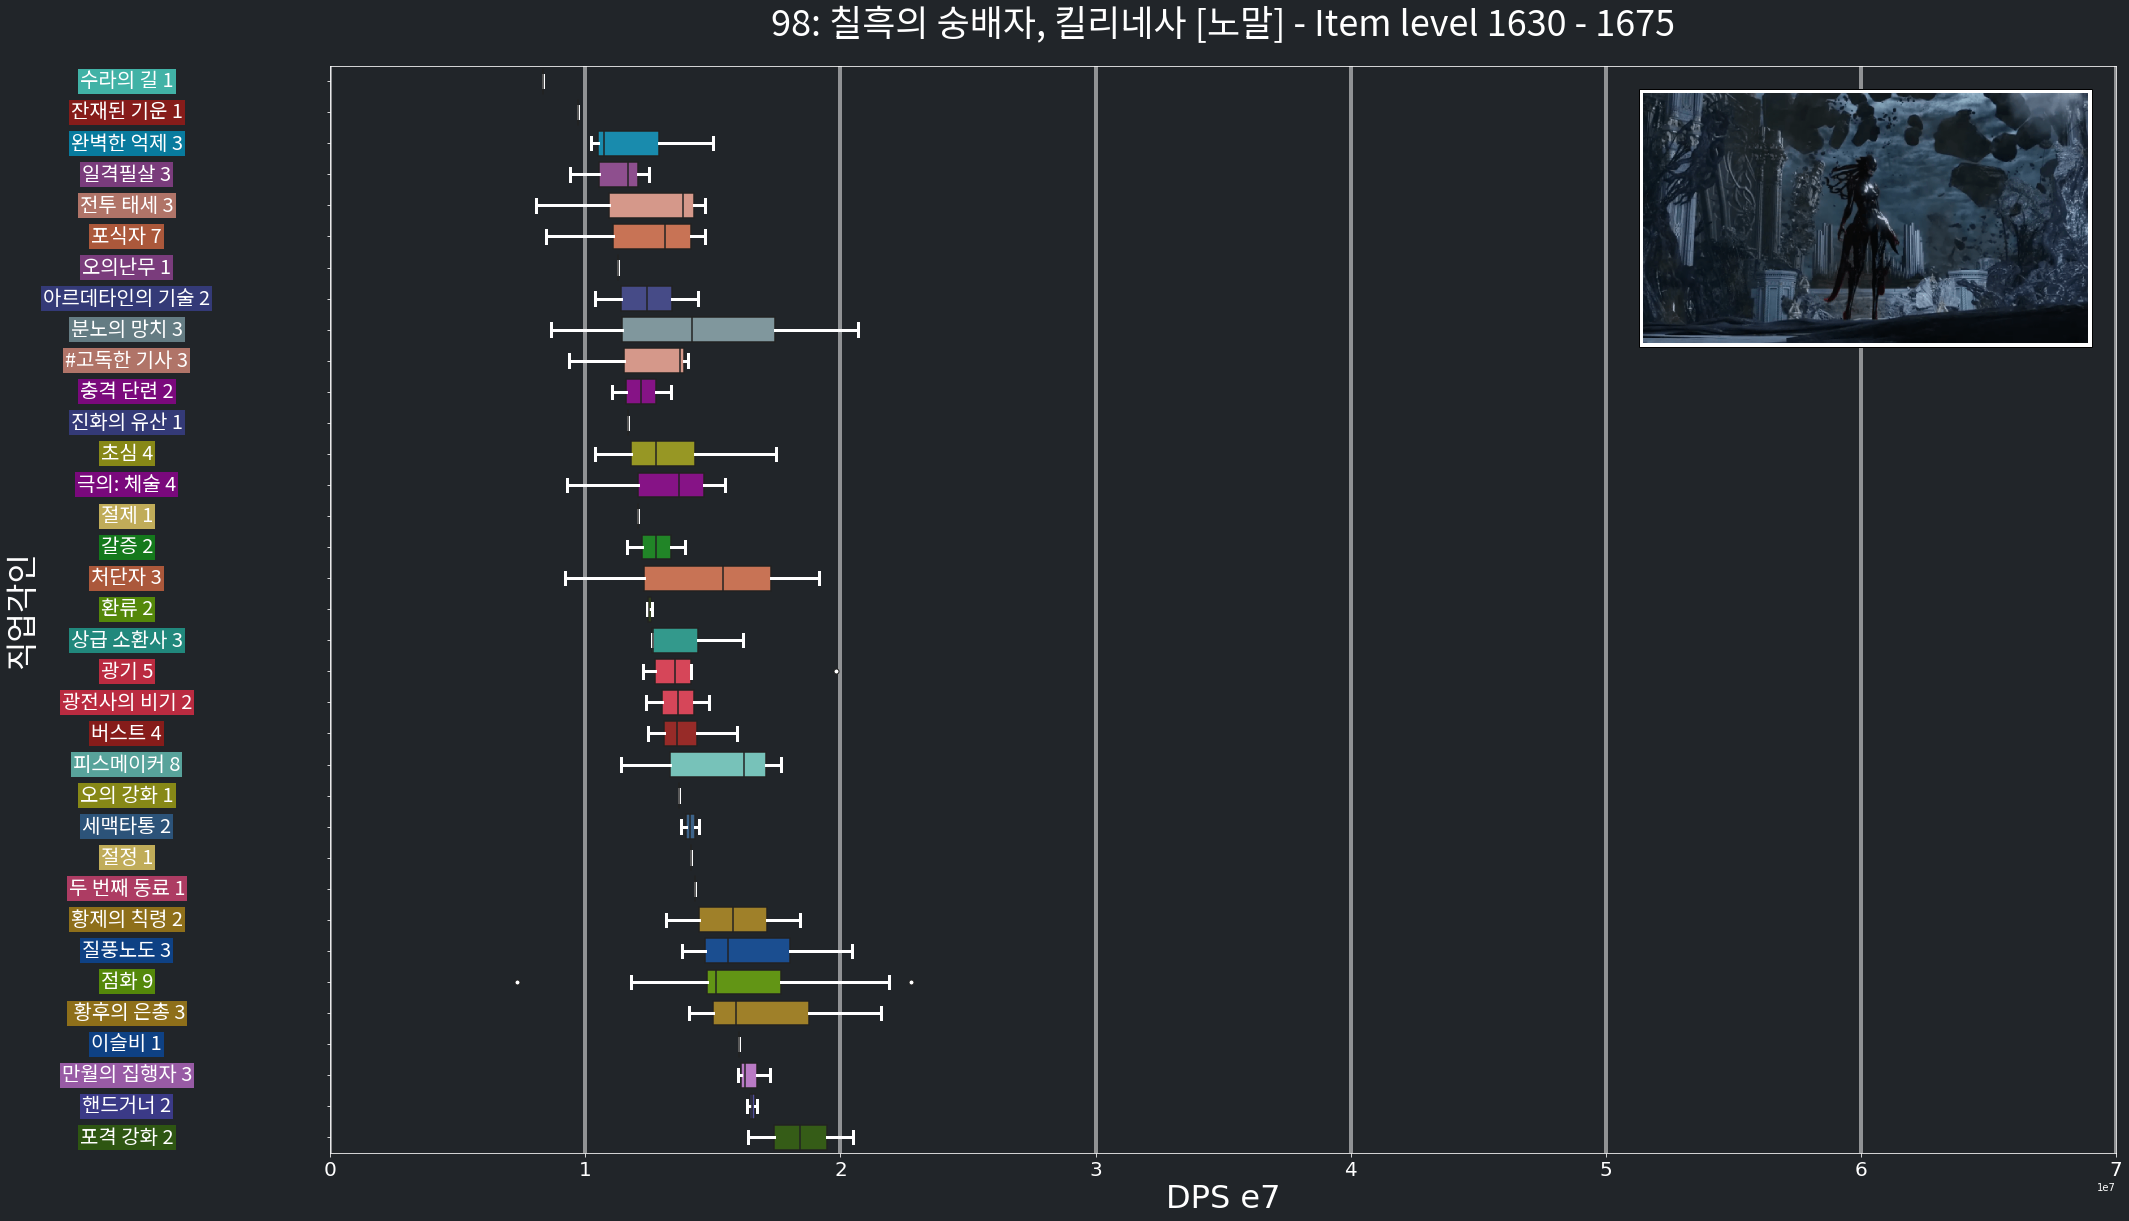 98: 칠흑의 숭배자, 킬리네사 [노말] - Item level 1630 - 1675
수라의 길 1
잔재된 기운 1
완벽한 억제 3
일격필살 3
전투 태세 3
포식자 7
오의난무 1
아르데타인의 기술 2
분노의 망치 3
#고독한 기사 3
충격 단련 2
진화의 유산 1
초심 4
극의: 체술 4
절제 1
갈증 2
처단자 3
환류 2
상급 소환사 3
광기 5
광전사의 비기 2
버스트 4
피스메이커 8
오의 강화 1
세맥타통 2
절정 1
두 번째 동료 1
황제의 칙령 2
질풍노도 3
점화 9
황후의 은총 3
이슬비 1
만월의 집행자 3
핸드거너 2
포격 강화 2
직업각인
0 1 2 3 4 5 6 7
1e7
DPS e7